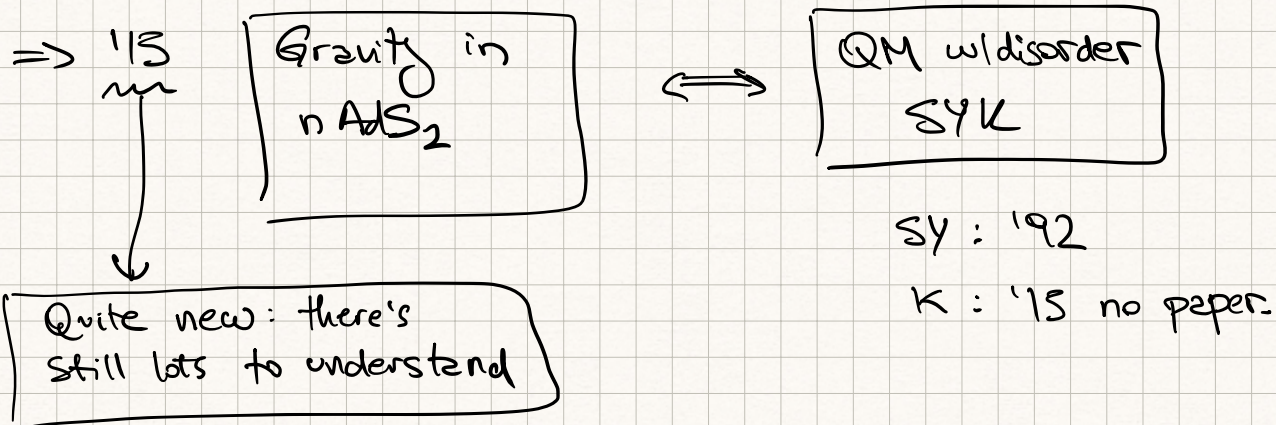 ⇒ '15
Gravity in
n AdS₂
⟺
QM w/disorder
SYK
SY : '92
K : '15 no paper.
Quite new: there's
still lots to understand